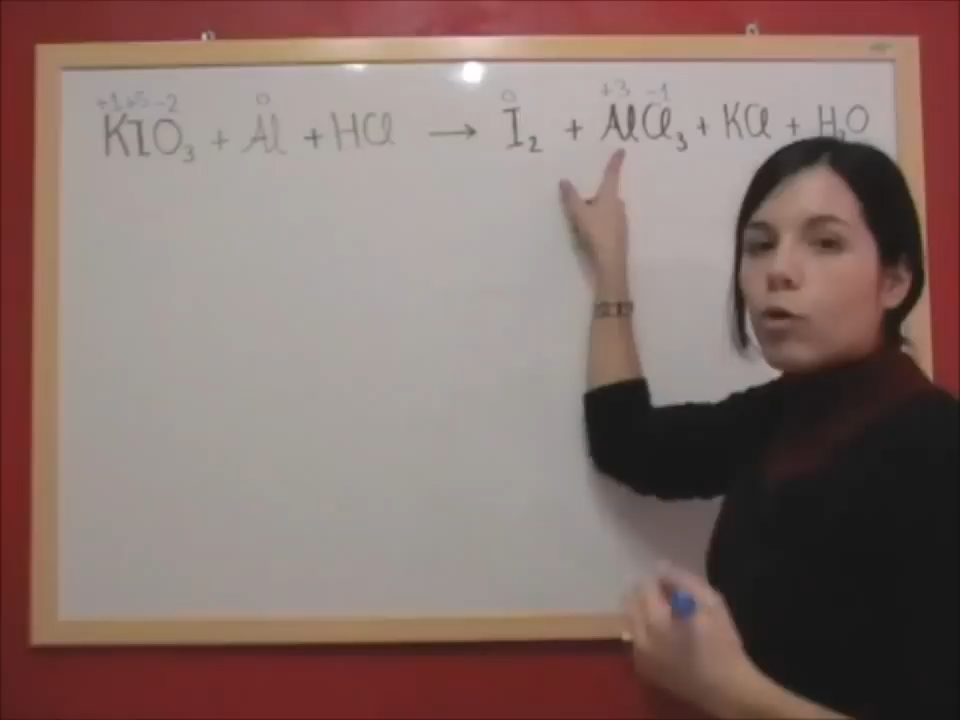 +1 +5 -2 0 0 +3 -1
KIO₃ + Al + HCl → I₂ + AlCl₃ + KCl + H₂O